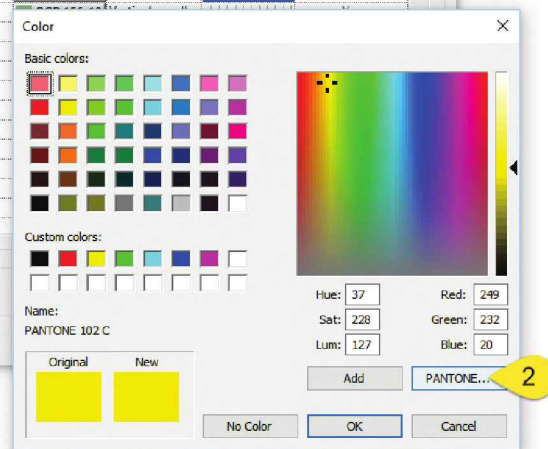 Color
Basic colors:
Custom colors:
Name:
PANTONE 102 C
Original New
Hue: 37 Red: 249
Sat: 228 Green: 232
Lum: 127 Blue: 20
Add PANTONE... 2
No Color OK Cancel